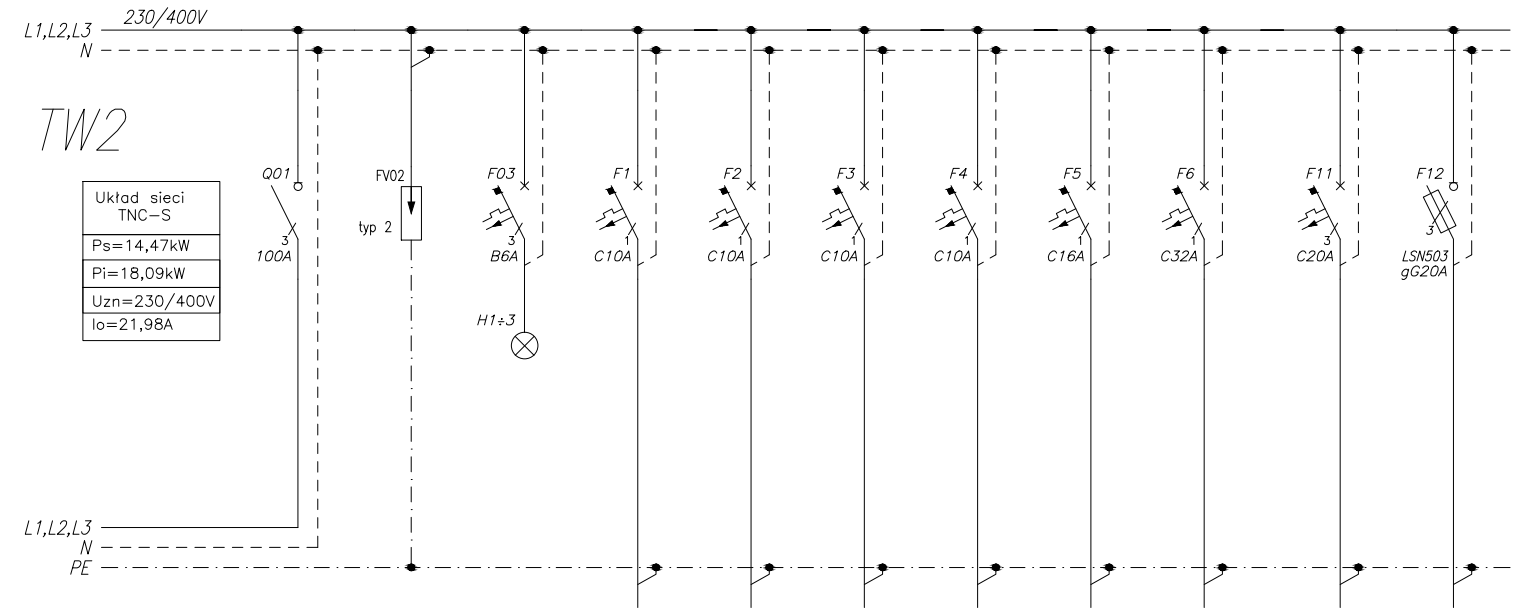 230/400V
L1,L2,L3
N
TW2
Układ sieci
TNC-S
Ps=14,47kW
Pi=18,09kW
Uzn=230/400V
Io=21,98A
Q01
3
100A
FV02
typ 2
F03
3
B6A
H1÷3
F1
1
C10A
F2
1
C10A
F3
1
C10A
F4
1
C10A
F5
1
C16A
F6
1
C32A
F11
3
C20A
F12
3
LSN503
gG20A
L1,L2,L3
N
PE